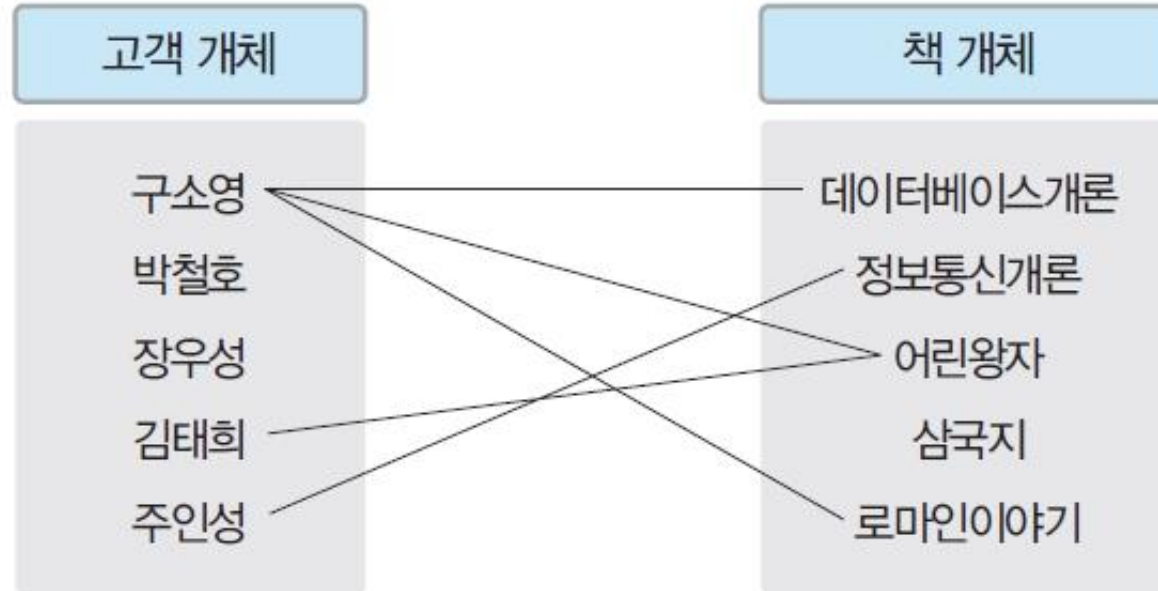 고객 개체
책 개체
구소영
박철호
장우성
김태희
주인성
데이터베이스개론
정보통신개론
어린왕자
삼국지
로마인이야기